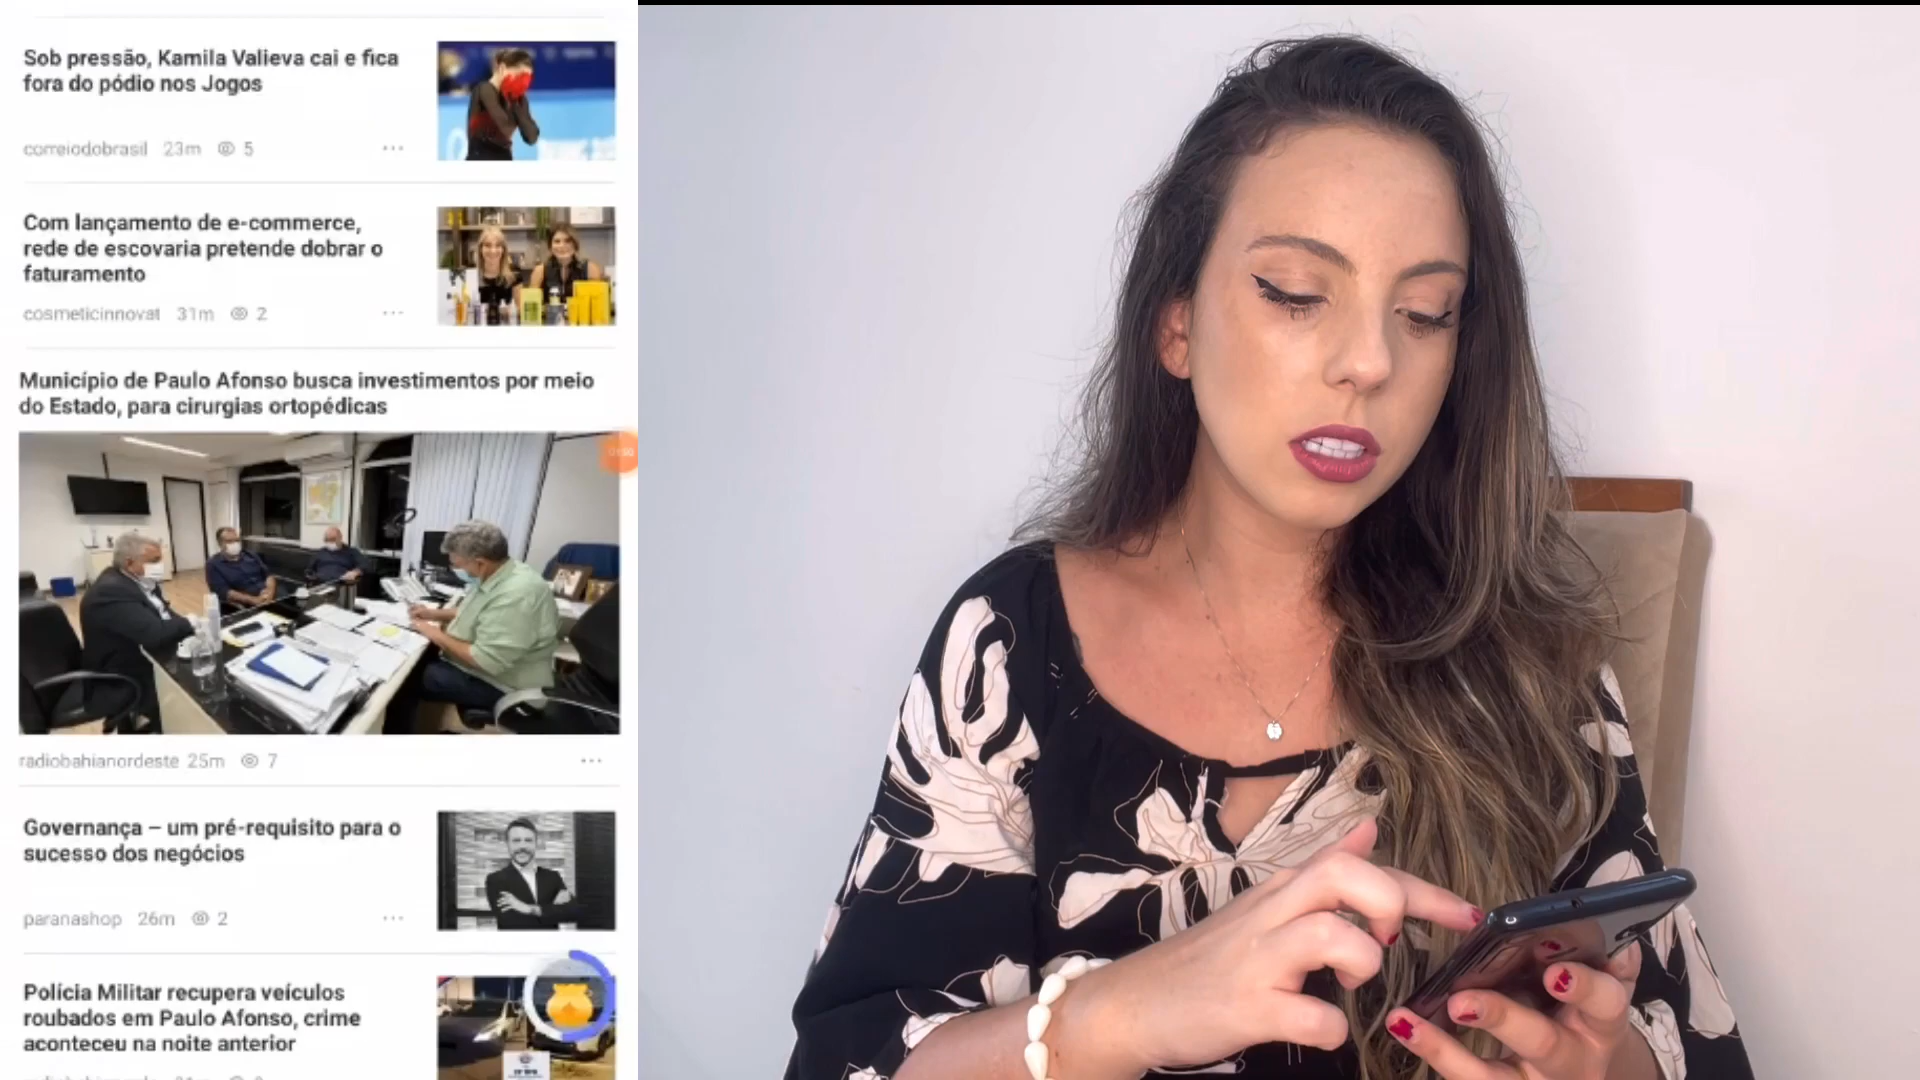 Sob pressão, Kamila Valieva cai e fica
fora do pódio nos Jogos
correiodobrasil 23m 5
Com lançamento de e-commerce,
rede de escovaria pretende dobrar o
faturamento
cosmeticinnovat 31m 2
Município de Paulo Afonso busca investimentos por meio
do Estado, para cirurgias ortopédicas
radiobahianordeste 25m 7
Governança – um pré-requisito para o
sucesso dos negócios
paranashop 26m 2
Polícia Militar recupera veículos
roubados em Paulo Afonso, crime
aconteceu na noite anterior